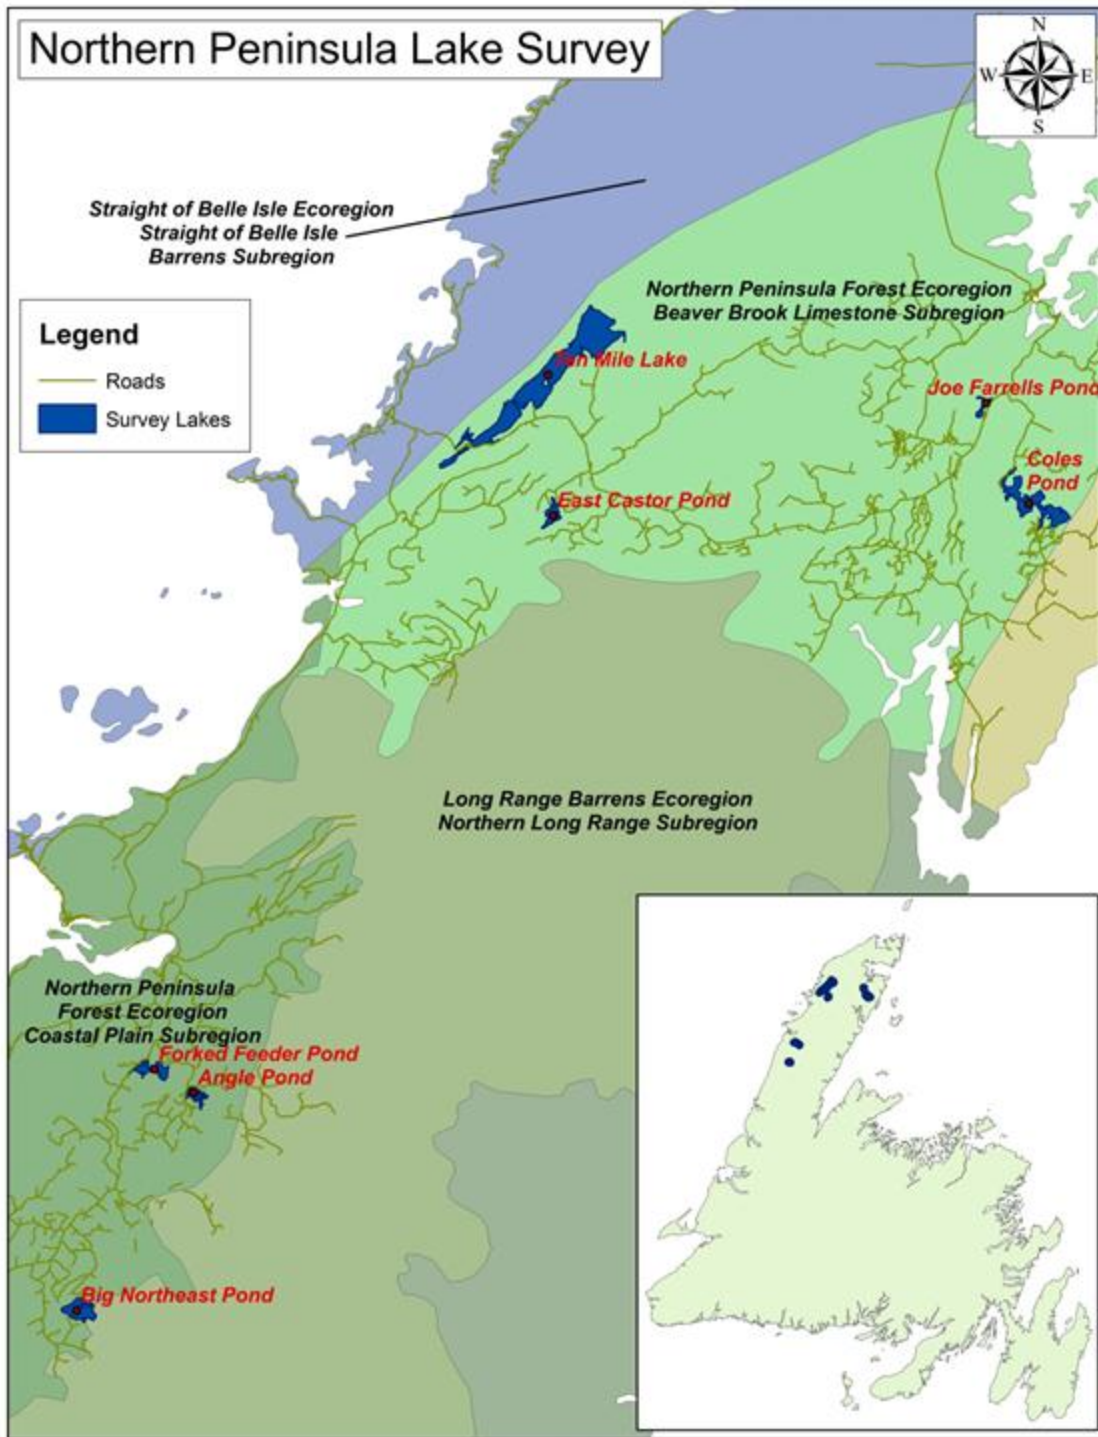 Northern Peninsula Lake Survey
N
W
E
S
Straight of Belle Isle Ecoregion
Straight of Belle Isle
Barrens Subregion
Northern Peninsula Forest Ecoregion
Beaver Brook Limestone Subregion
Legend
Roads
Survey Lakes
Ten Mile Lake
Joe Farrells Pond
Coles
Pond
East Castor Pond
Long Range Barrens Ecoregion
Northern Long Range Subregion
Northern Peninsula
Forest Ecoregion
Coastal Plain Subregion
Forked Feeder Pond
Angle Pond
Big Northeast Pond